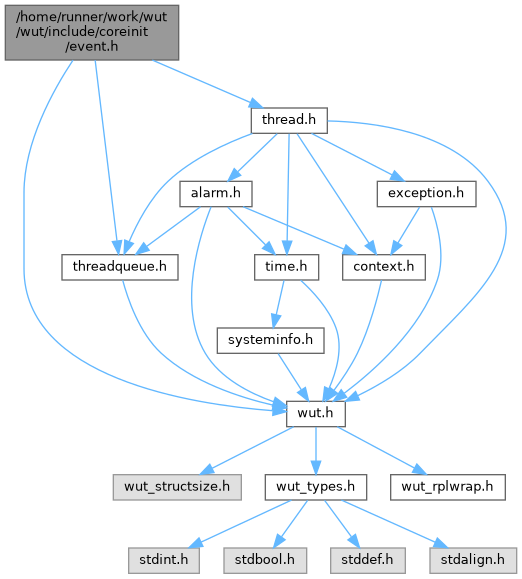 /home/runner/work/wut
/wut/include/coreinit
/event.h
thread.h
alarm.h
exception.h
threadqueue.h
time.h
context.h
systeminfo.h
wut.h
wut_structsize.h
wut_types.h
wut_rplwrap.h
stdint.h
stdbool.h
stddef.h
stdalign.h